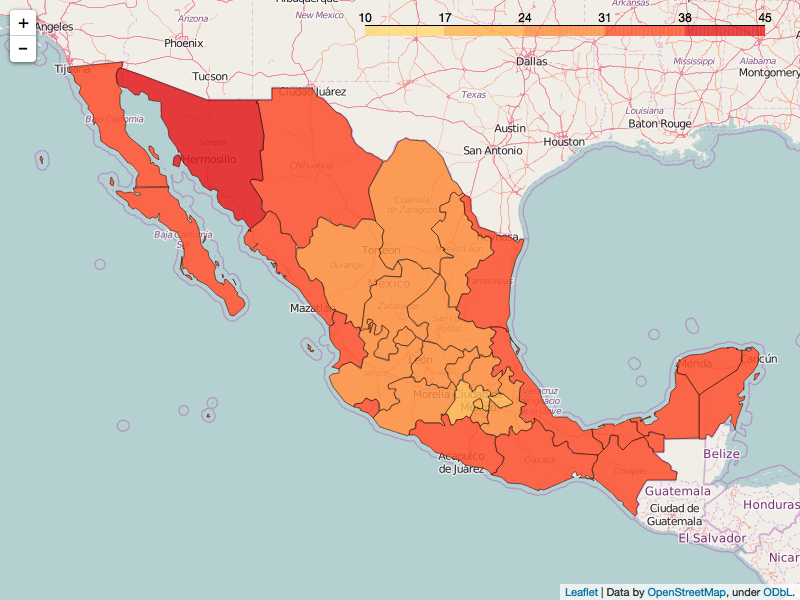 Albuquerque
Arkansas
+
−
Angeles
Arizona
New Mexico
10 17 24 31 38 45
Phoenix
Dallas
Mississippi
Alabama
Montgomery
Tijuana
Tucson
Ciudad Juárez
Texas
Louisiana
Baton Rouge
Baja California
Sonora
Austin
Houston
Hermosillo
Chihuahua
San Antonio
Coahuila
de Zaragoza
Baja California
Sur
Torreón
Nuevo León
Durango
México
Tamaulipas
Mazatlán
Zacatecas
San Luis
Potosí
León
Jalisco
Mérida
Cancún
Morelia
Ciudad de
México
Veracruz
de Ignacio
de la Llave
Acapulco
de Juárez
Oaxaca
Chiapas
Belize
Guatemala
Ciudad de
Guatemala
Honduras
El Salvador
Nicar
Leaflet | Data by OpenStreetMap, under ODbL.